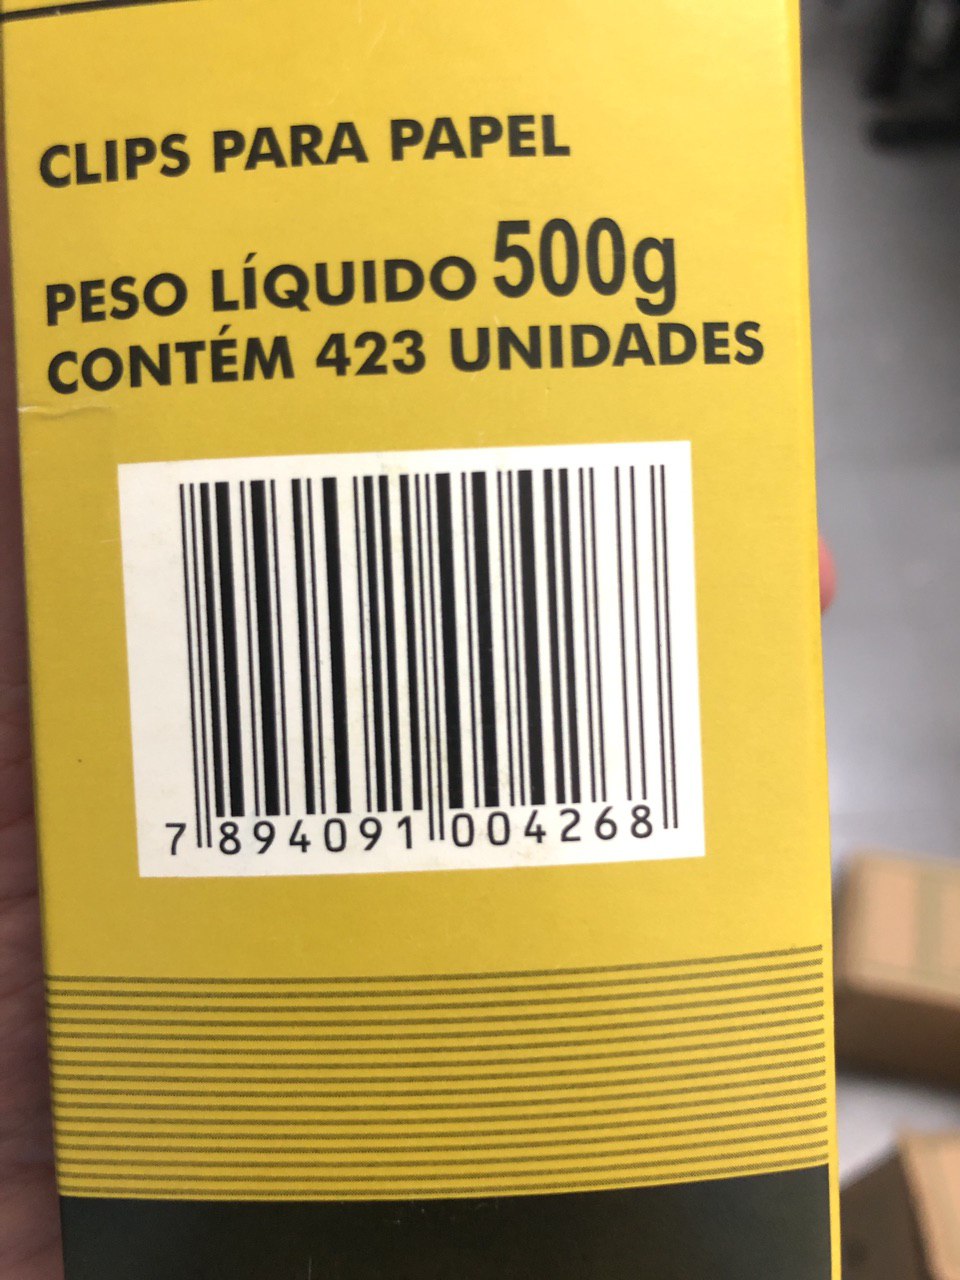 CLIPS PARA PAPEL
PESO LÍQUIDO 500g
CONTÉM 423 UNIDADES
7 894091 004268